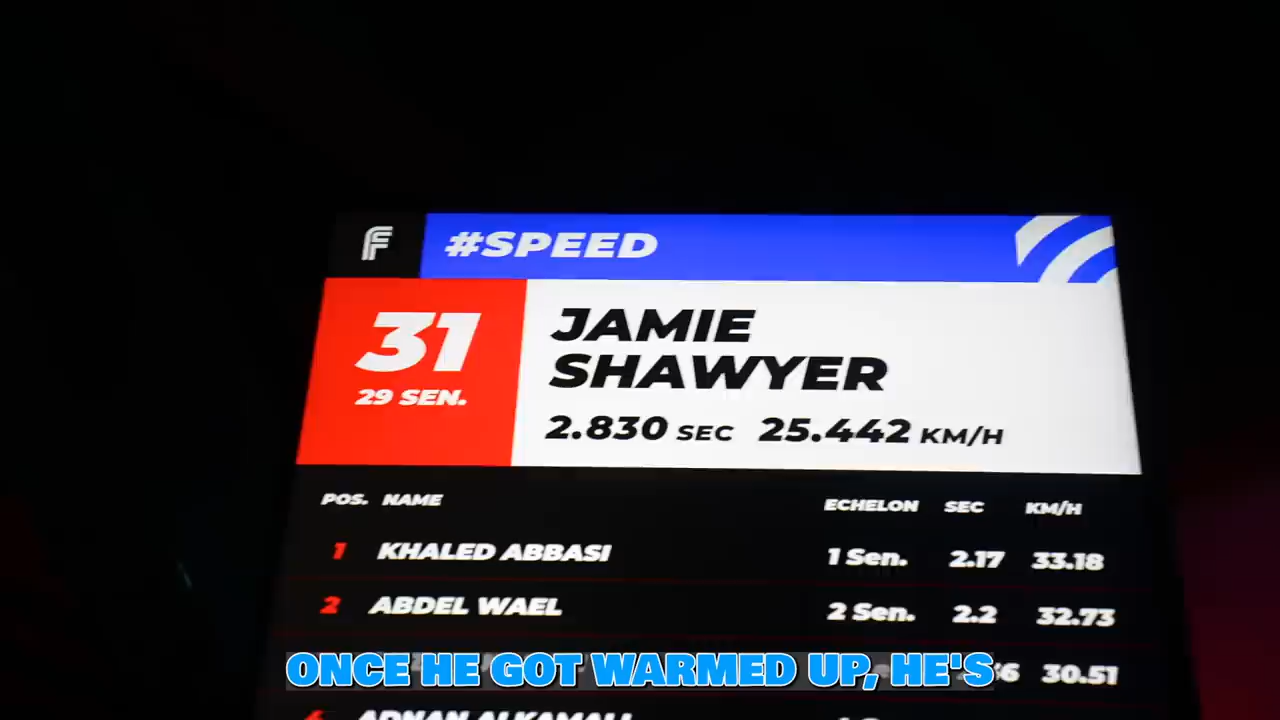 #SPEED
31
29 SEN.
JAMIE
SHAWYER
2.830 SEC 25.442 KM/H
POS. NAME ECHELON SEC KM/H
1 KHALED ABBASI 1 Sen. 2.17 33.18
2 ABDEL WAEL 2 Sen. 2.2 32.73
30.51
ONCE HE GOT WARMED UP, HE'S
ADNAN ALKAMALI